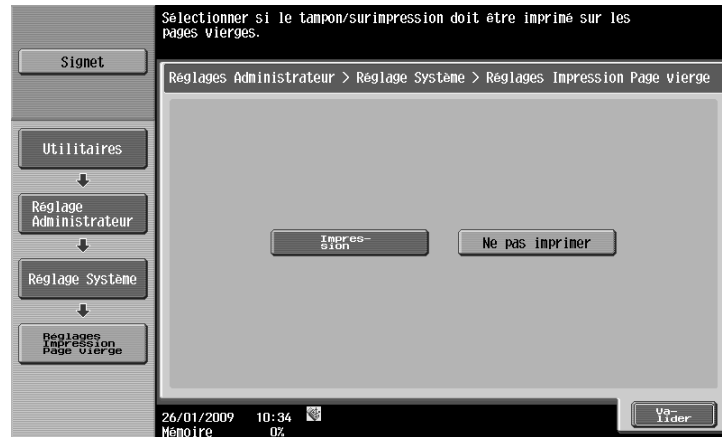 Sélectionner si le tampon/surimpression doit être imprimé sur les
pages vierges.
Signet
Réglages Administrateur > Réglage Système > Réglages Impression Page vierge
Utilitaires
Réglage
Administrateur
Réglage Système
Réglages
Impression
Page vierge
Impres-
sion
Ne pas imprimer
26/01/2009 10:34
Mémoire 0%
Va-
lider